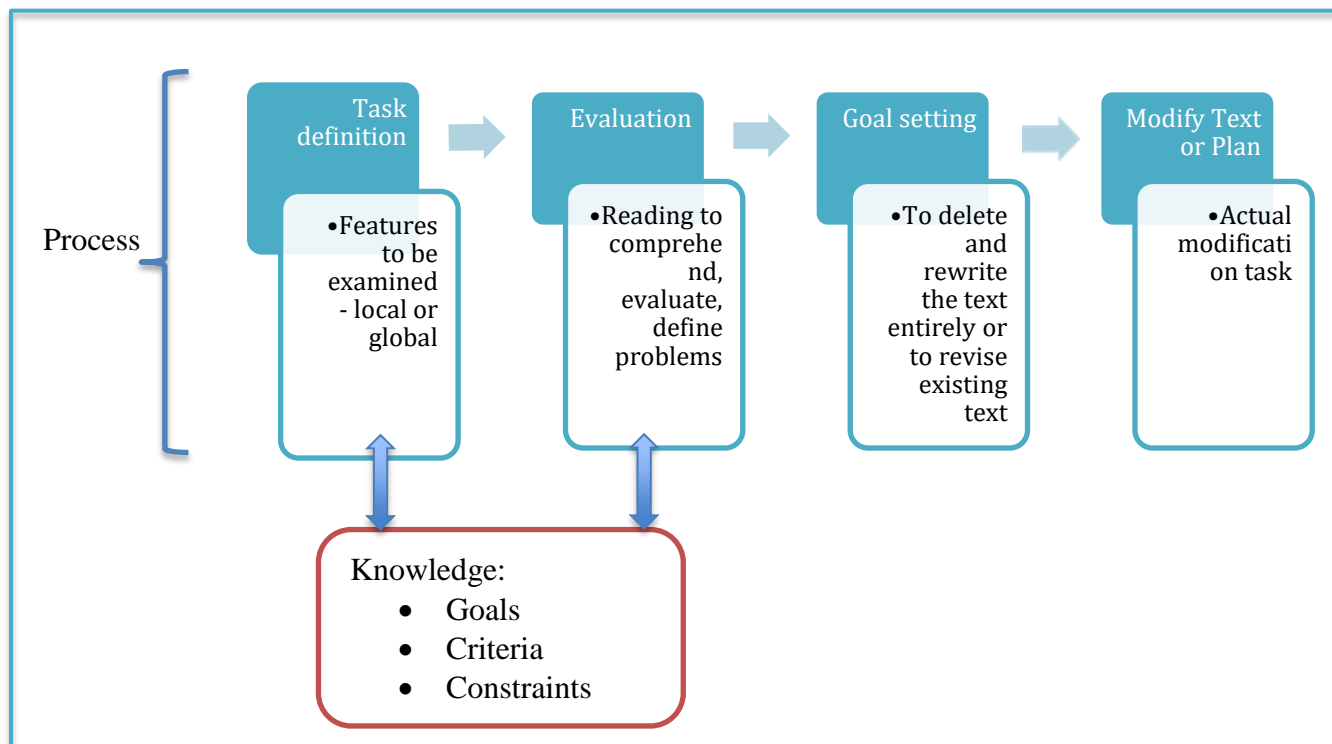 Process
Task
definition
•Features
to be
examined
- local or
global
Evaluation
•Reading to
comprehe
nd,
evaluate,
define
problems
Goal setting
•To delete
and
rewrite
the text
entirely or
to revise
existing
text
Modify Text
or Plan
•Actual
modificati
on task
Knowledge:
• Goals
• Criteria
• Constraints